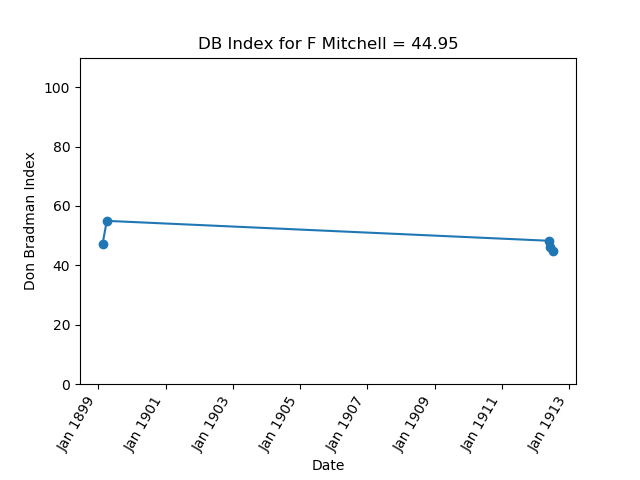 DB Index for F Mitchell = 44.95
100
80
60
40
20
0
Don Bradman Index
Jan 1899
Jan 1901
Jan 1903
Jan 1905
Jan 1907
Jan 1909
Jan 1911
Jan 1913
Date